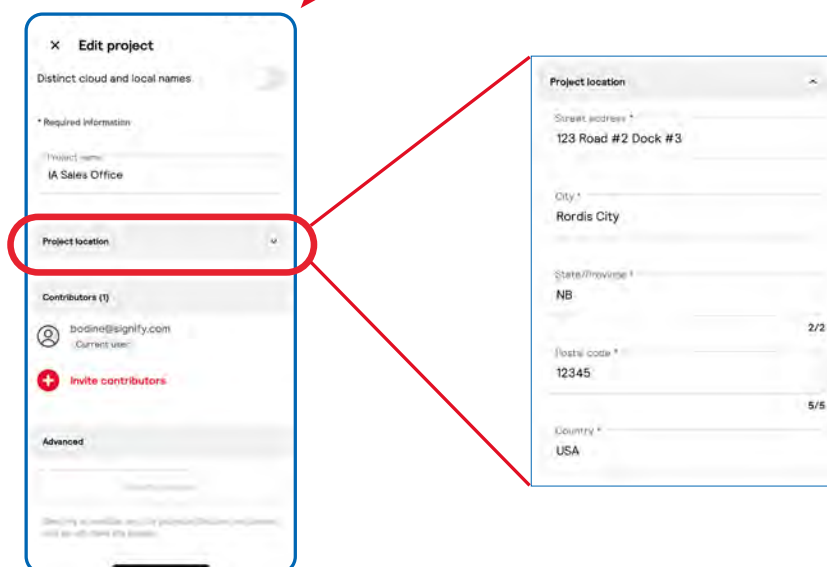 × Edit project
Distinct cloud and local names
* Required information
Project name
IA Sales Office
Project location
Contributors (1)
bodine@signify.com
Current user
Invite contributors
Advanced
Project location
Street address *
123 Road #2 Dock #3
City *
Rordis City
State/Province *
NB
2/2
Postal code *
12345
5/5
Country *
USA